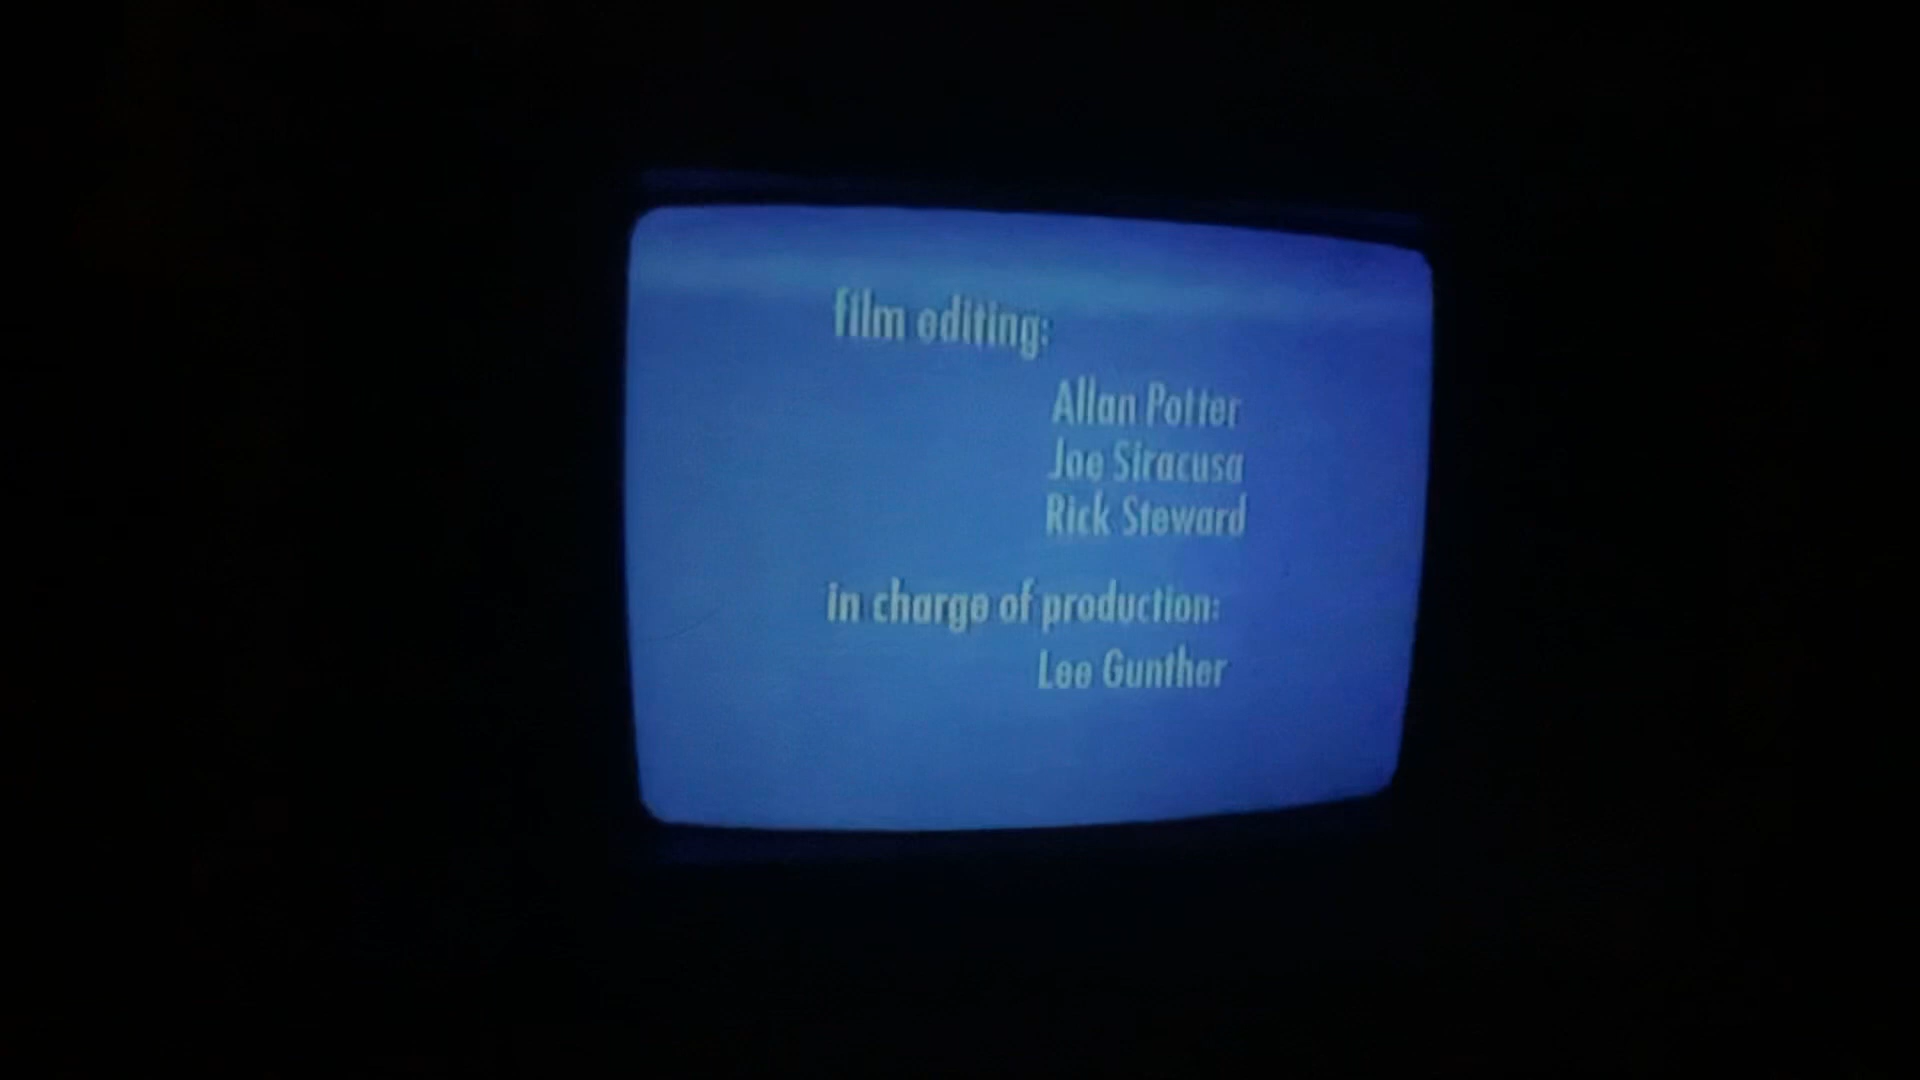 film editing:
Allan Potter
Joe Siracusa
Rick Steward
in charge of production:
Lee Gunther